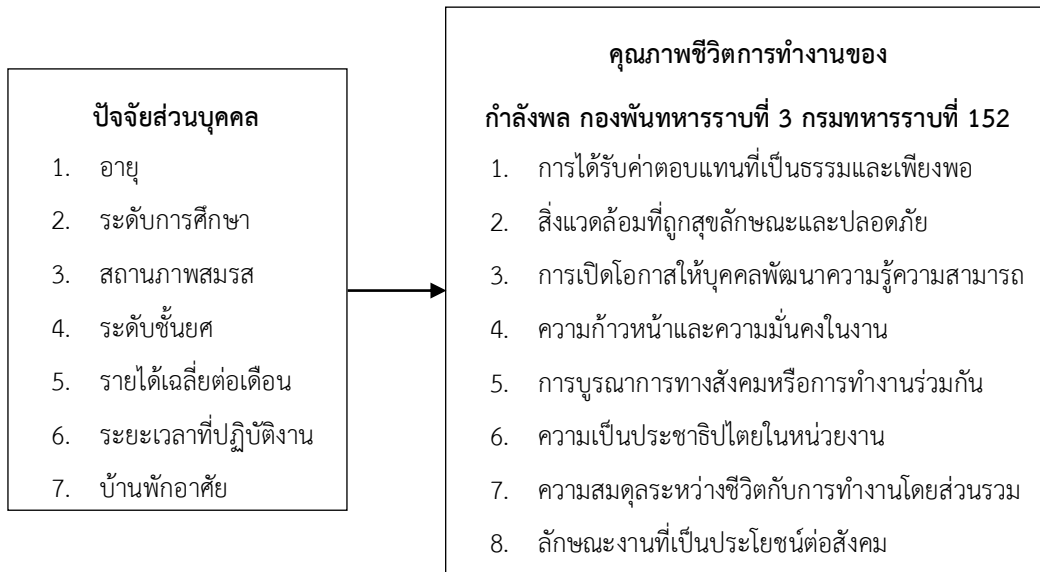 ปัจจัยส่วนบุคคล
1. อายุ
2. ระดับการศึกษา
3. สถานภาพสมรส
4. ระดับชั้นยศ
5. รายได้เฉลี่ยต่อเดือน
6. ระยะเวลาที่ปฏิบัติงาน
7. บ้านพักอาศัย
คุณภาพชีวิตการทำงานของ
กำลังพล กองพันทหารราบที่ 3 กรมทหารราบที่ 152
1. การได้รับค่าตอบแทนที่เป็นธรรมและเพียงพอ
2. สิ่งแวดล้อมที่ถูกสุขลักษณะและปลอดภัย
3. การเปิดโอกาสให้บุคคลพัฒนาความรู้ความสามารถ
4. ความก้าวหน้าและความมั่นคงในงาน
5. การบูรณาการทางสังคมหรือการทำงานร่วมกัน
6. ความเป็นประชาธิปไตยในหน่วยงาน
7. ความสมดุลระหว่างชีวิตกับการทำงานโดยส่วนรวม
8. ลักษณะงานที่เป็นประโยชน์ต่อสังคม